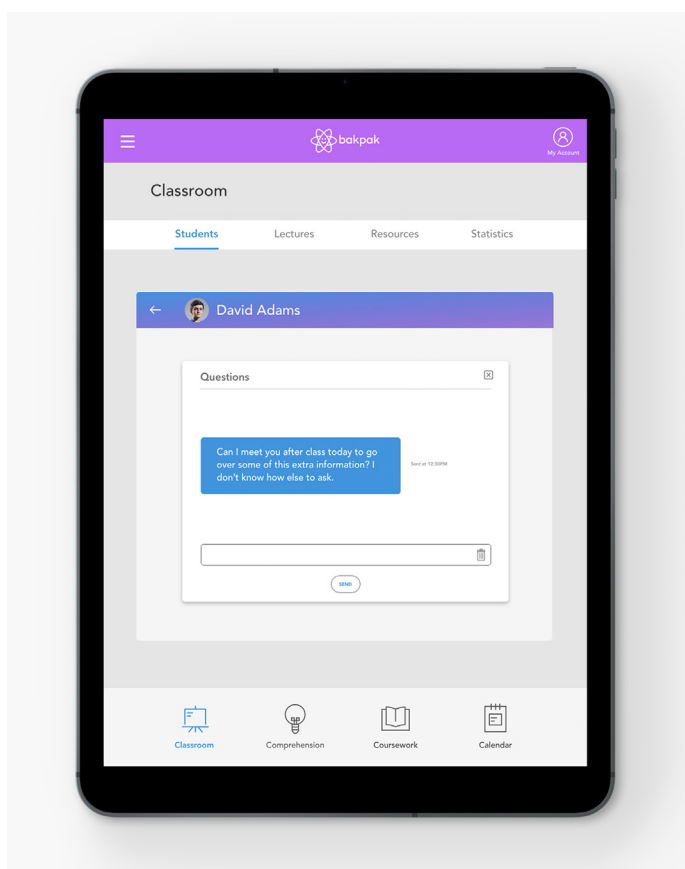 bakpak
My Account
Classroom
Students Lectures Resources Statistics
David Adams
Questions
Can I meet you after class today to go
over some of this extra information? I
don't know how else to ask.
Sent at 12:30PM
SEND
Classroom Comprehension Coursework Calendar